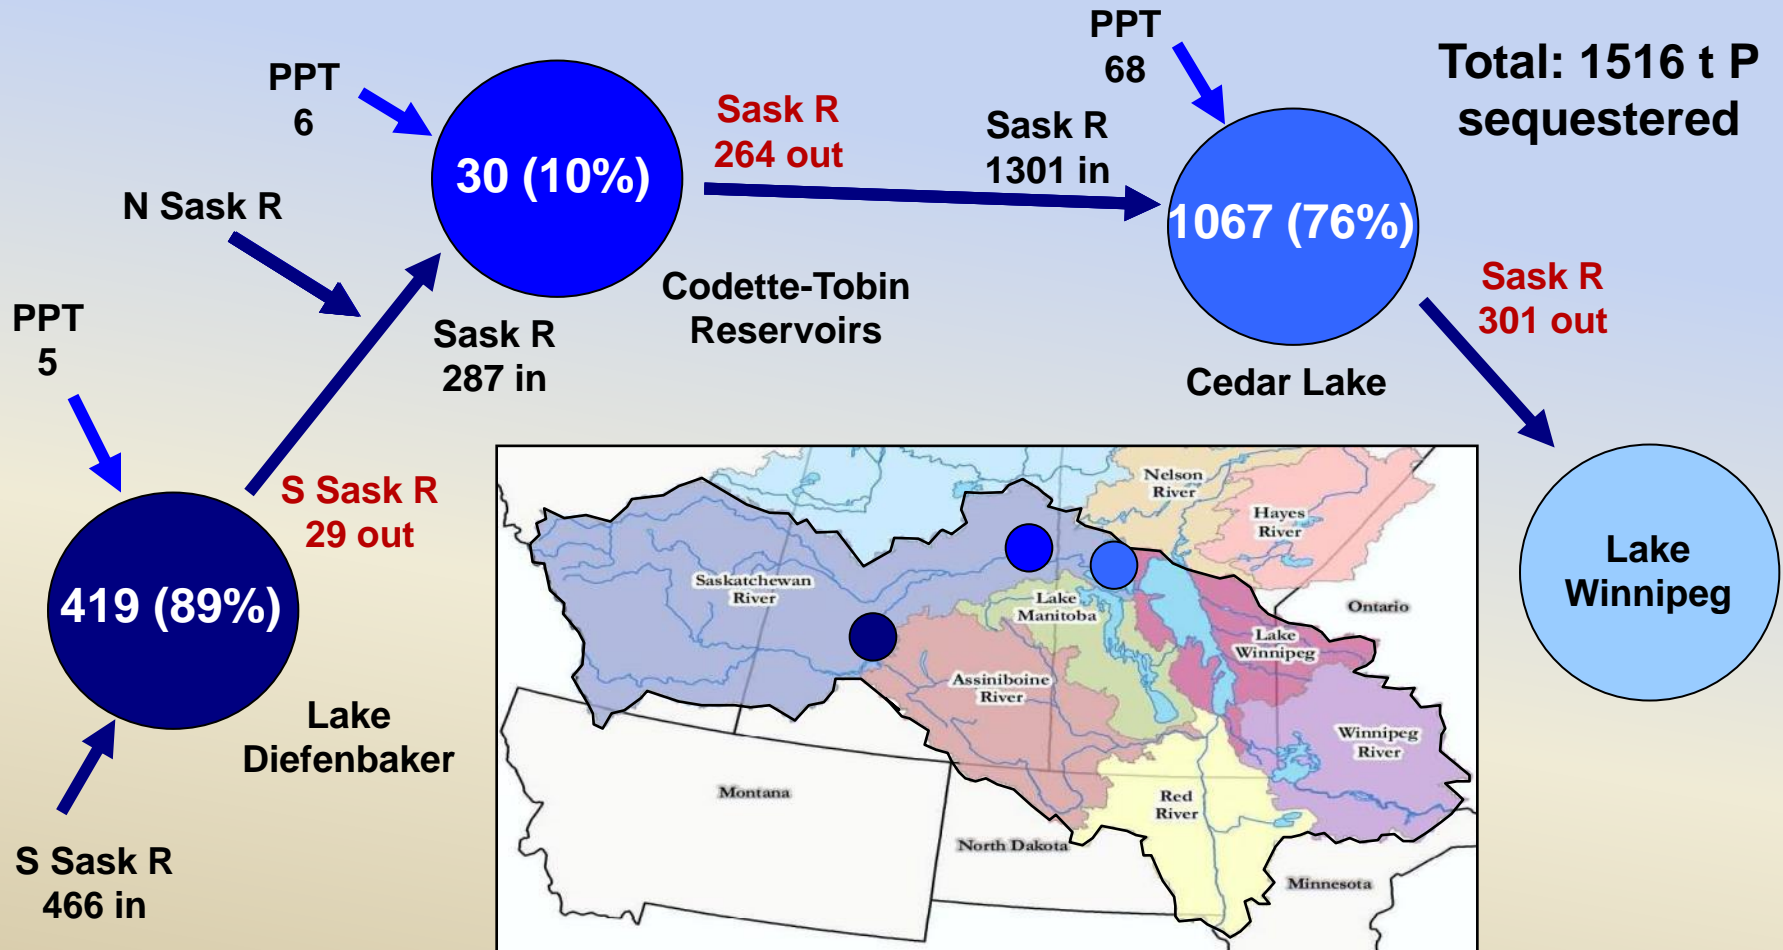 PPT
68
Total: 1516 t P
sequestered
PPT
6
Sask R
264 out
Sask R
1301 in
30 (10%)
1067 (76%)
N Sask R
Sask R
301 out
Codette-Tobin
Reservoirs
PPT
5
Sask R
287 in
Cedar Lake
S Sask R
29 out
419 (89%)
Lake
Diefenbaker
S Sask R
466 in
Lake
Winnipeg
Nelson
River
Hayes
River
Saskatchewan
River
Lake
Manitoba
Ontario
Lake
Winnipeg
Assiniboine
River
Winnipeg
River
Montana
Red
River
North Dakota
Minnesota